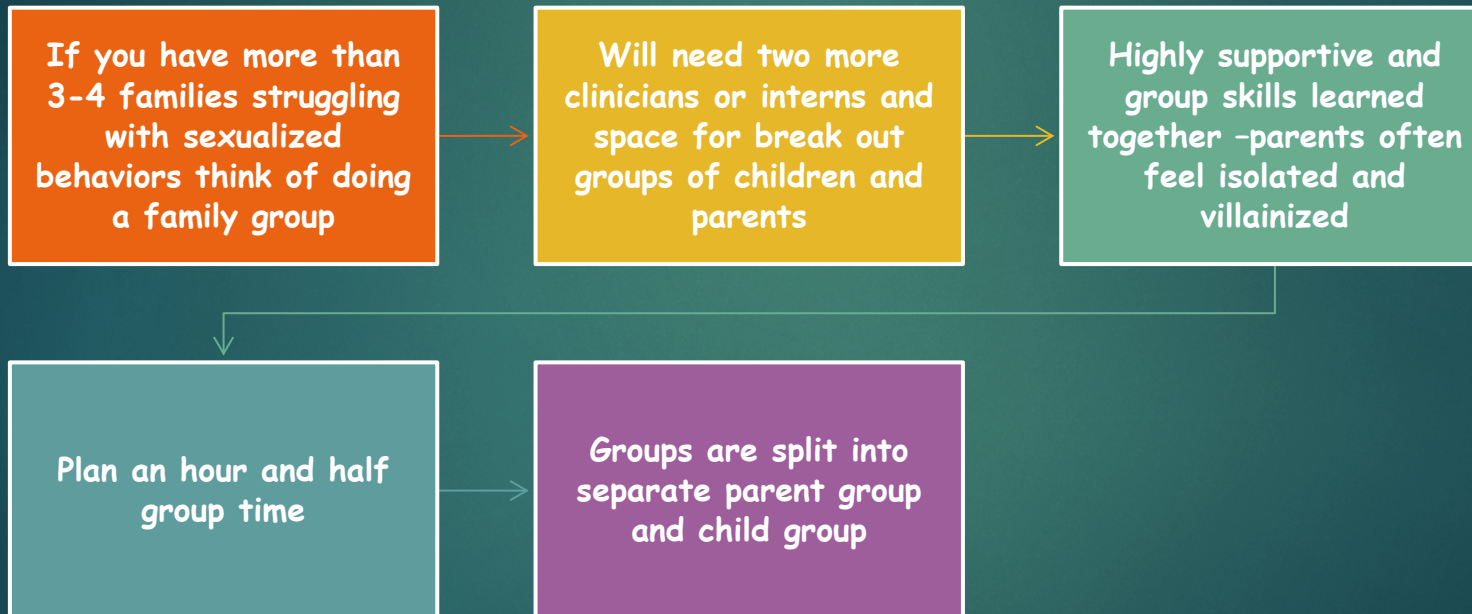 If you have more than
3-4 families struggling
with sexualized
behaviors think of doing
a family group
Will need two more
clinicians or interns and
space for break out
groups of children and
parents
Highly supportive and
group skills learned
together –parents often
feel isolated and
villainized
Plan an hour and half
group time
Groups are split into
separate parent group
and child group